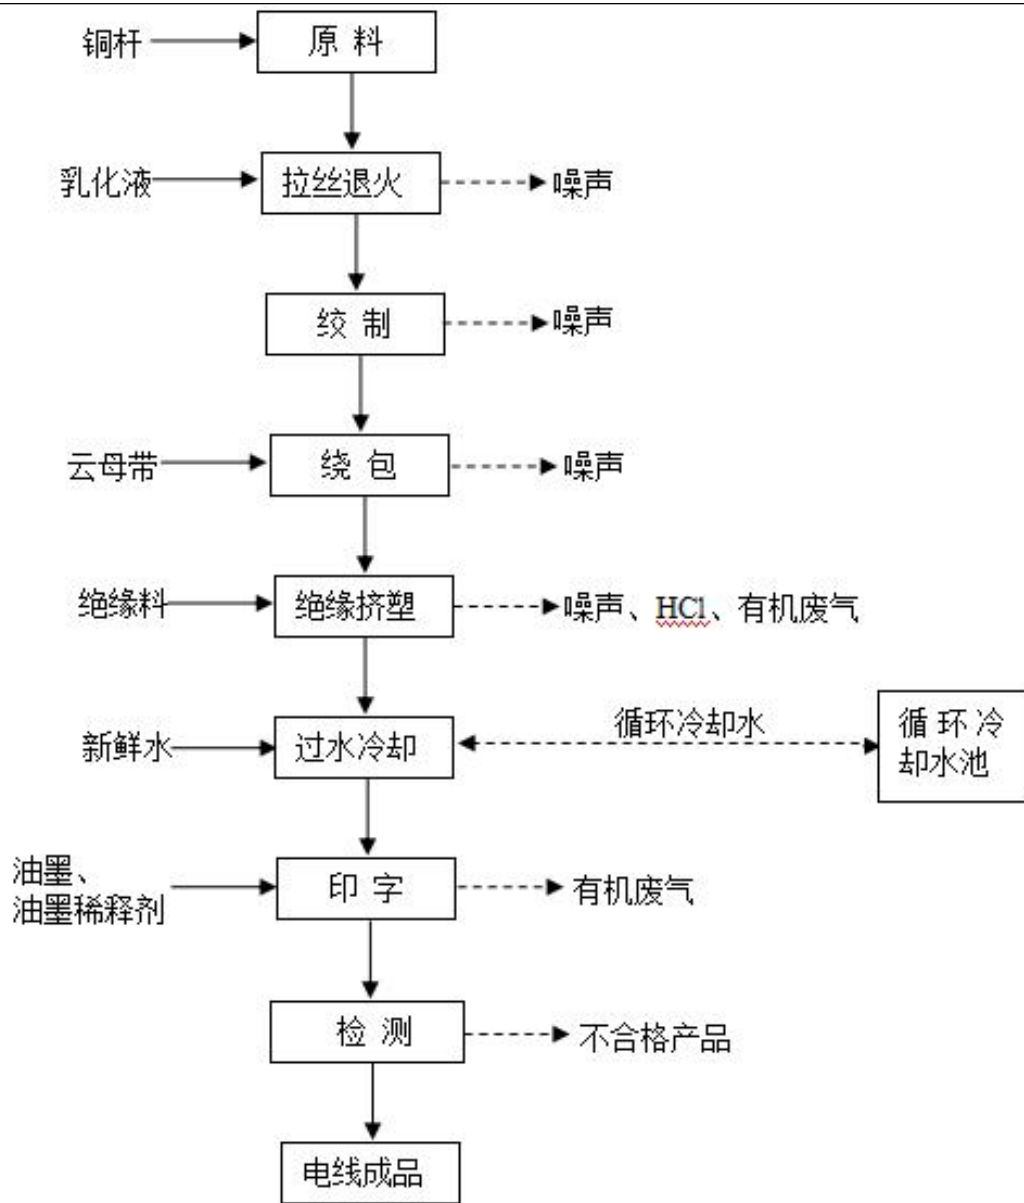 铜杆
原 料
乳化液
拉丝退火
噪声
绞 制
噪声
云母带
绕 包
噪声
绝缘料
绝缘挤塑
噪声、HCl、有机废气
新鲜水
过水冷却
循环冷却水
循 环 冷
却水池
油墨、
油墨稀释剂
印 字
有机废气
检 测
不合格产品
电线成品